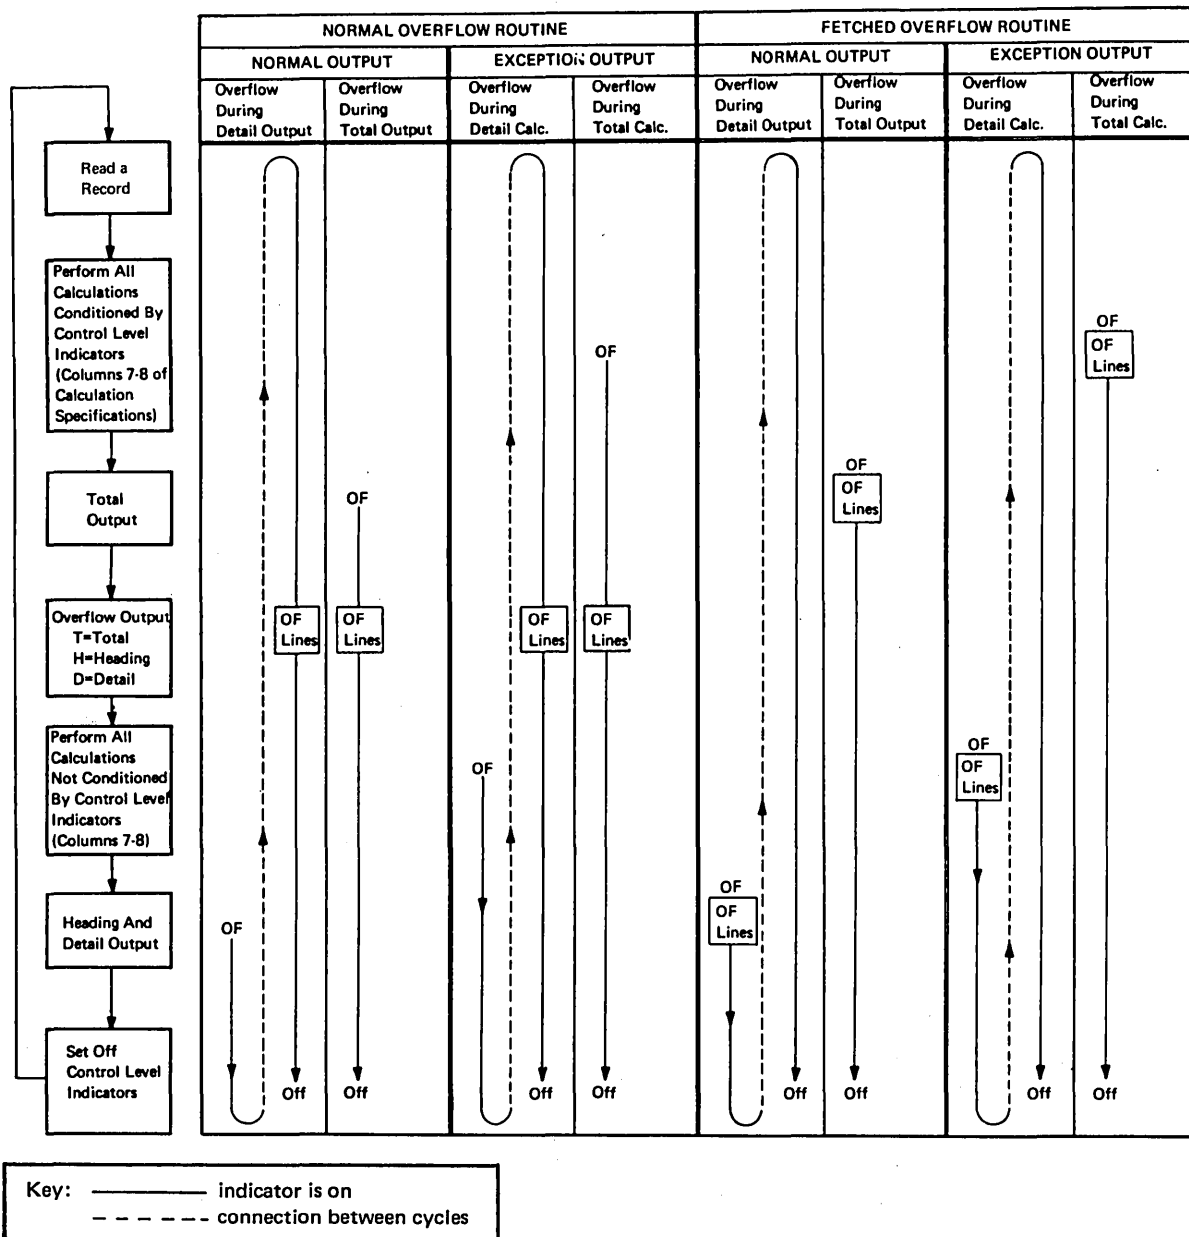 NORMAL OVERFLOW ROUTINE
FETCHED OVERFLOW ROUTINE
NORMAL OUTPUT
EXCEPTION OUTPUT
NORMAL OUTPUT
EXCEPTION OUTPUT
Overflow
During
Detail Output
Overflow
During
Total Output
Overflow
During
Detail Calc.
Overflow
During
Total Calc.
Overflow
During
Detail Output
Overflow
During
Total Output
Overflow
During
Detail Calc.
Overflow
During
Total Calc.
Read a
Record
Perform All
Calculations
Conditioned By
Control Level
Indicators
(Columns 7-8 of
Calculation
Specifications)
Total
Output
Overflow Output
T=Total
H=Heading
D=Detail
Perform All
Calculations
Not Conditioned
By Control Level
Indicators
(Columns 7-8)
Heading And
Detail Output
Set Off
Control Level
Indicators
OF
OF
Lines
Off
OF
OF
Lines
Off
OF
OF
Lines
Off
OF
OF
Lines
Off
OF
OF
Lines
Off
OF
OF
Lines
Off
OF
OF
Lines
Off
OF
OF
Lines
Off
Key:
indicator is on
connection between cycles